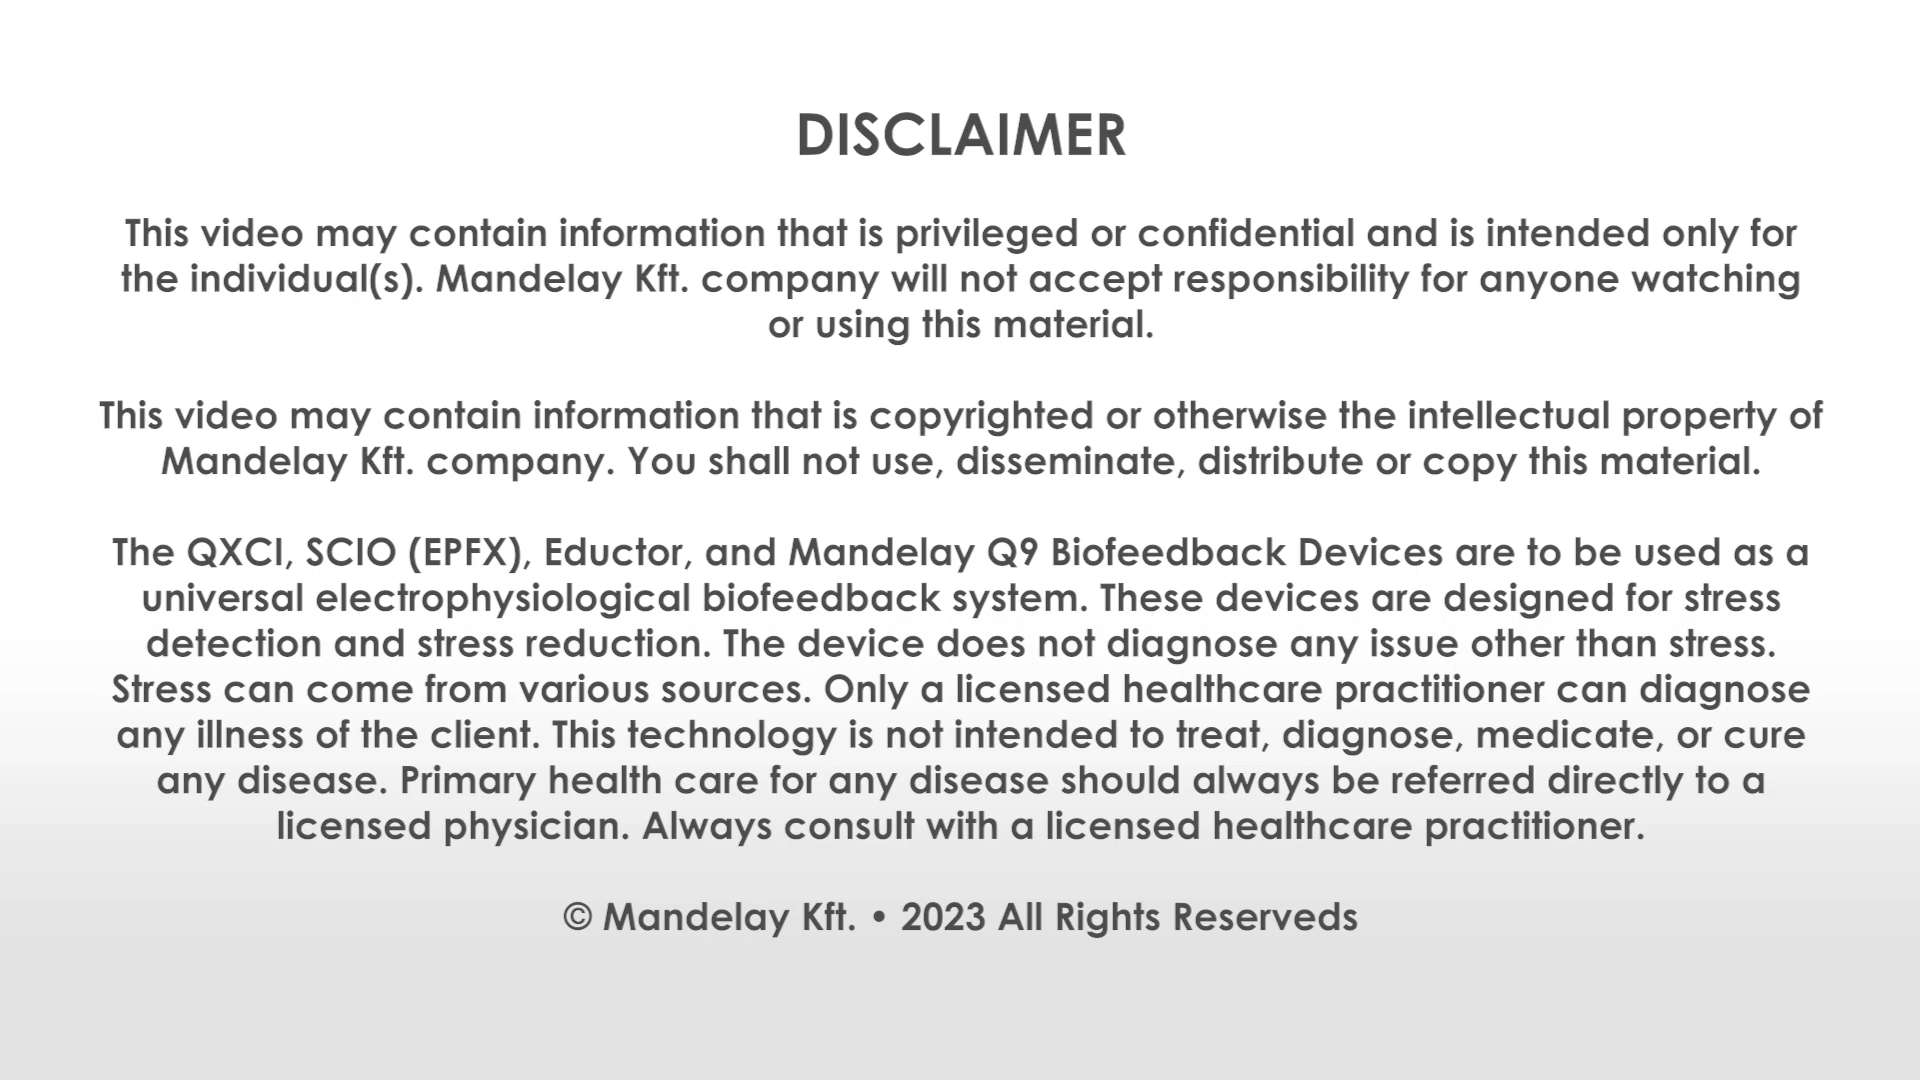 DISCLAIMER
This video may contain information that is privileged or confidential and is intended only for
the individual(s). Mandelay Kft. company will not accept responsibility for anyone watching
or using this material.
This video may contain information that is copyrighted or otherwise the intellectual property of
Mandelay Kft. company. You shall not use, disseminate, distribute or copy this material.
The QXCI, SCIO (EPFX), Eductor, and Mandelay Q9 Biofeedback Devices are to be used as a
universal electrophysiological biofeedback system. These devices are designed for stress
detection and stress reduction. The device does not diagnose any issue other than stress.
Stress can come from various sources. Only a licensed healthcare practitioner can diagnose
any illness of the client. This technology is not intended to treat, diagnose, medicate, or cure
any disease. Primary health care for any disease should always be referred directly to a
licensed physician. Always consult with a licensed healthcare practitioner.
© Mandelay Kft. • 2023 All Rights Reserveds